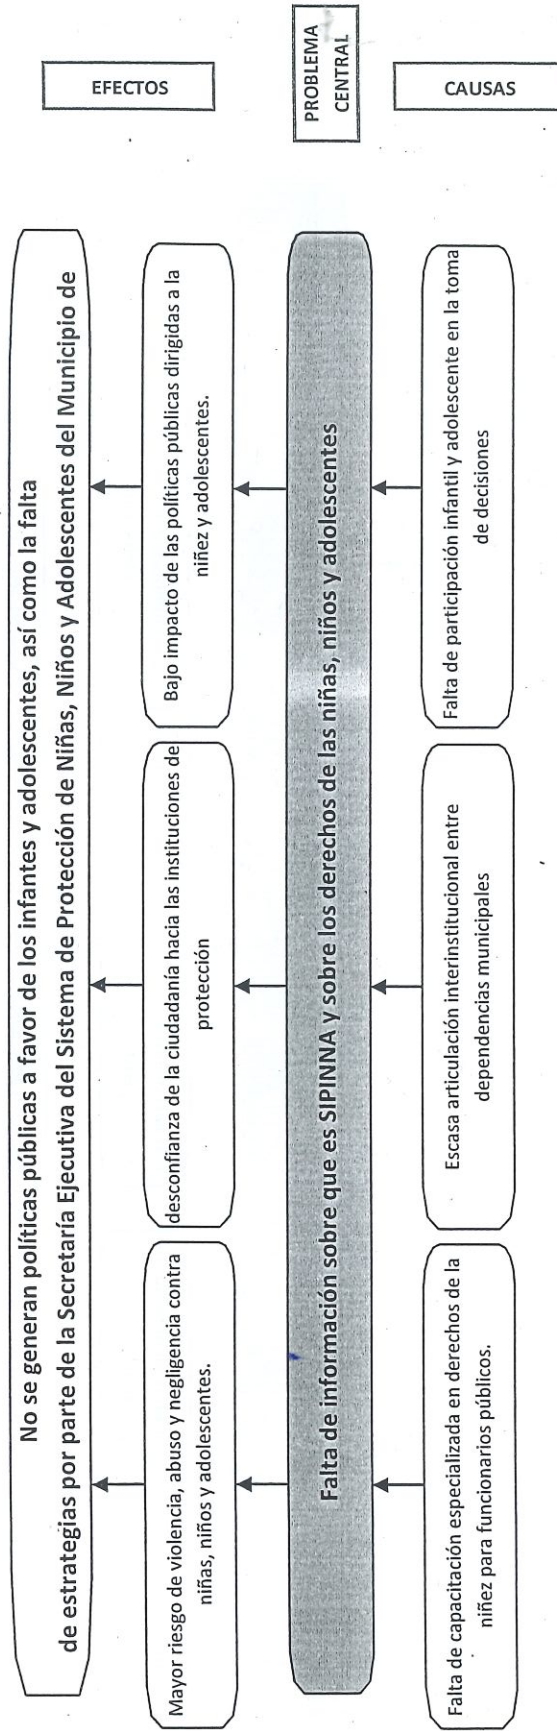 No se generan políticas públicas a favor de los infantes y adolescentes, así como la falta
de estrategias por parte de la Secretaría Ejecutiva del Sistema de Protección de Niñas, Niños y Adolescentes del Municipio de
EFECTOS
Mayor riesgo de violencia, abuso y negligencia contra
niñas, niños y adolescentes.
desconfianza de la ciudadanía hacia las instituciones de
protección
Bajo impacto de las políticas públicas dirigidas a la
niñez y adolescentes.
Falta de información sobre que es SIPINNA y sobre los derechos de las niñas, niños y adolescentes
PROBLEMA
CENTRAL
Falta de capacitación especializada en derechos de la
niñez para funcionarios públicos.
Escasa articulación interinstitucional entre
dependencias municipales
Falta de participación infantil y adolescente en la toma
de decisiones
CAUSAS